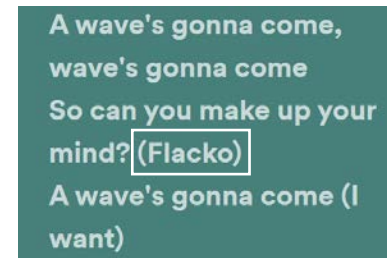 A wave's gonna come,
wave's gonna come
So can you make up your
mind? (Flacko)
A wave's gonna come (I
want)